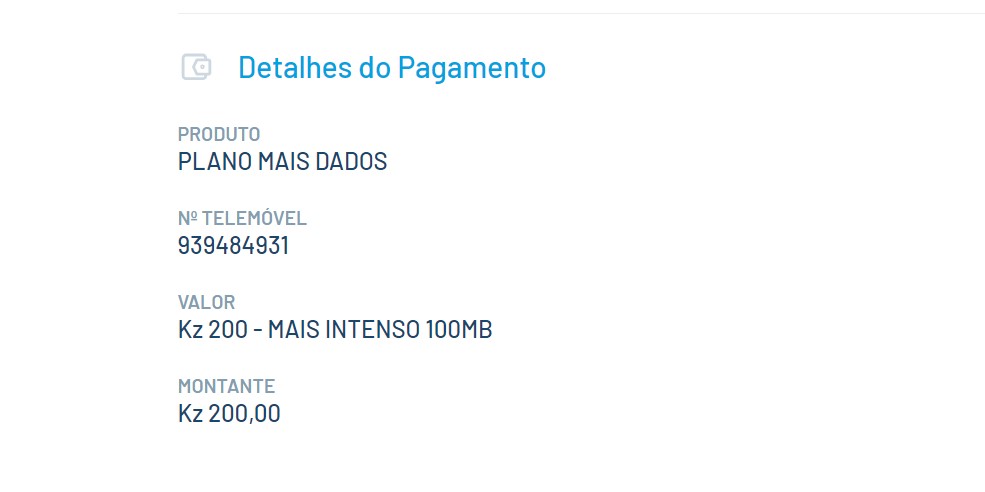 Detalhes do Pagamento
PRODUTO
PLANO MAIS DADOS
Nº TELEMÓVEL
939484931
VALOR
Kz 200 - MAIS INTENSO 100MB
MONTANTE
Kz 200,00